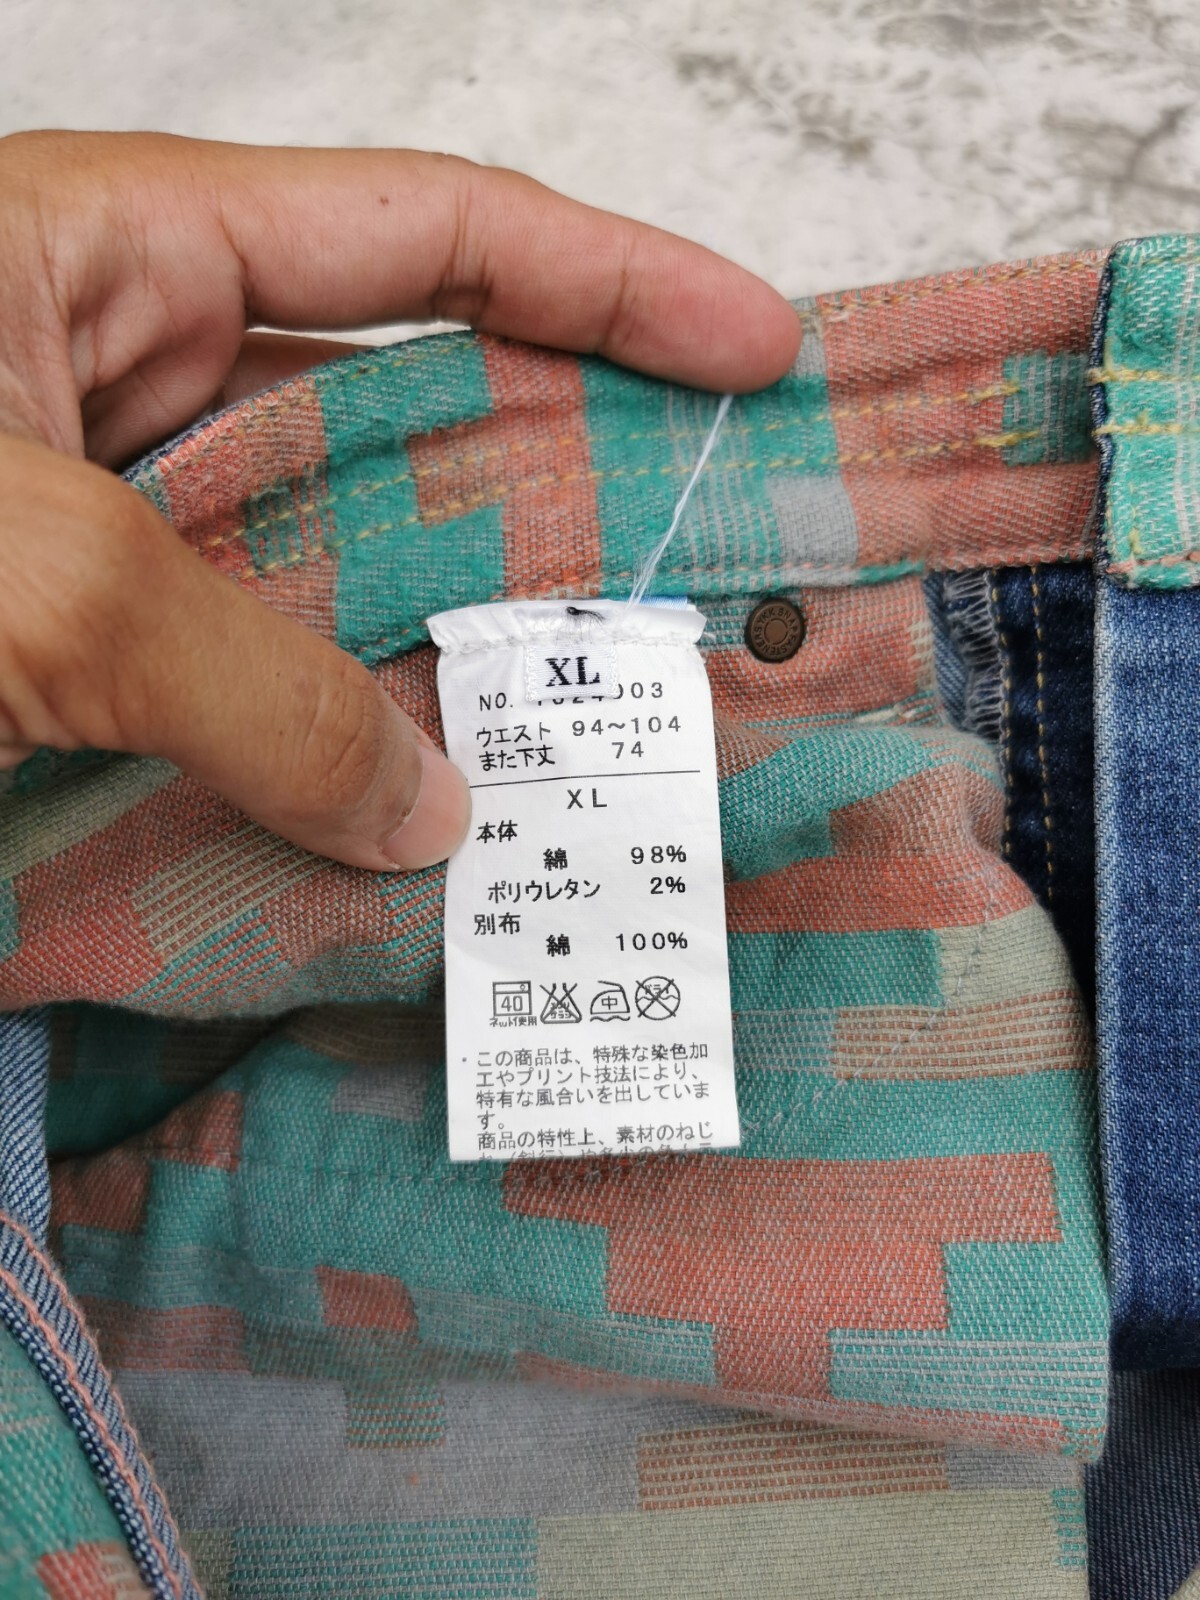 XL
NO.
ウエスト 94～104
また下丈 74
XL
本体
綿 98%
ポリウレタン 2%
別布
綿 100%
40
中
ネット使用
・この商品は、特殊な染色加
工やプリント技法により、
特有な風合いを出していま
す。
商品の特性上、素材のねじ